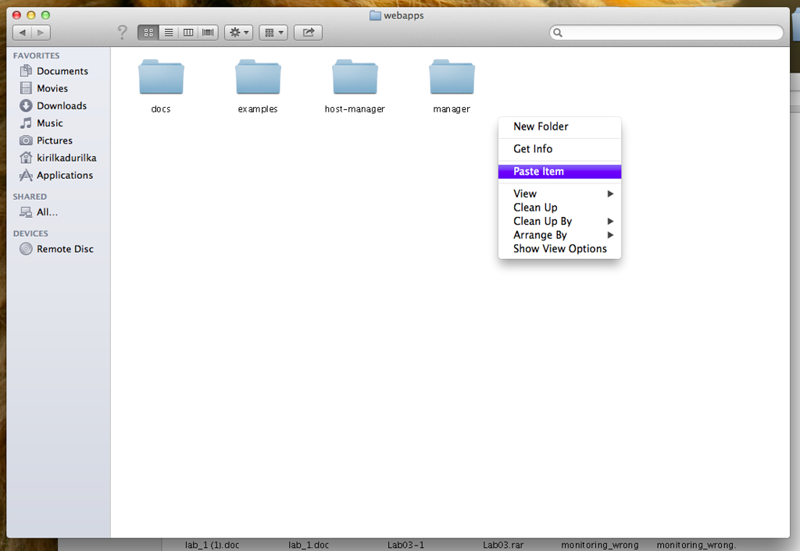 webapps
?
FAVORITES
Documents
Movies
Downloads
Music
Pictures
kirilkadurilka
Applications
SHARED
All...
DEVICES
Remote Disc
docs
examples
host-manager
manager
New Folder
Get Info
Paste Item
View
Clean Up
Clean Up By
Arrange By
Show View Options
lab_1 (1).doc
lab_1.doc
Lab03-1
Lab03.rar
monitoring_wrong
monitoring_wrong.